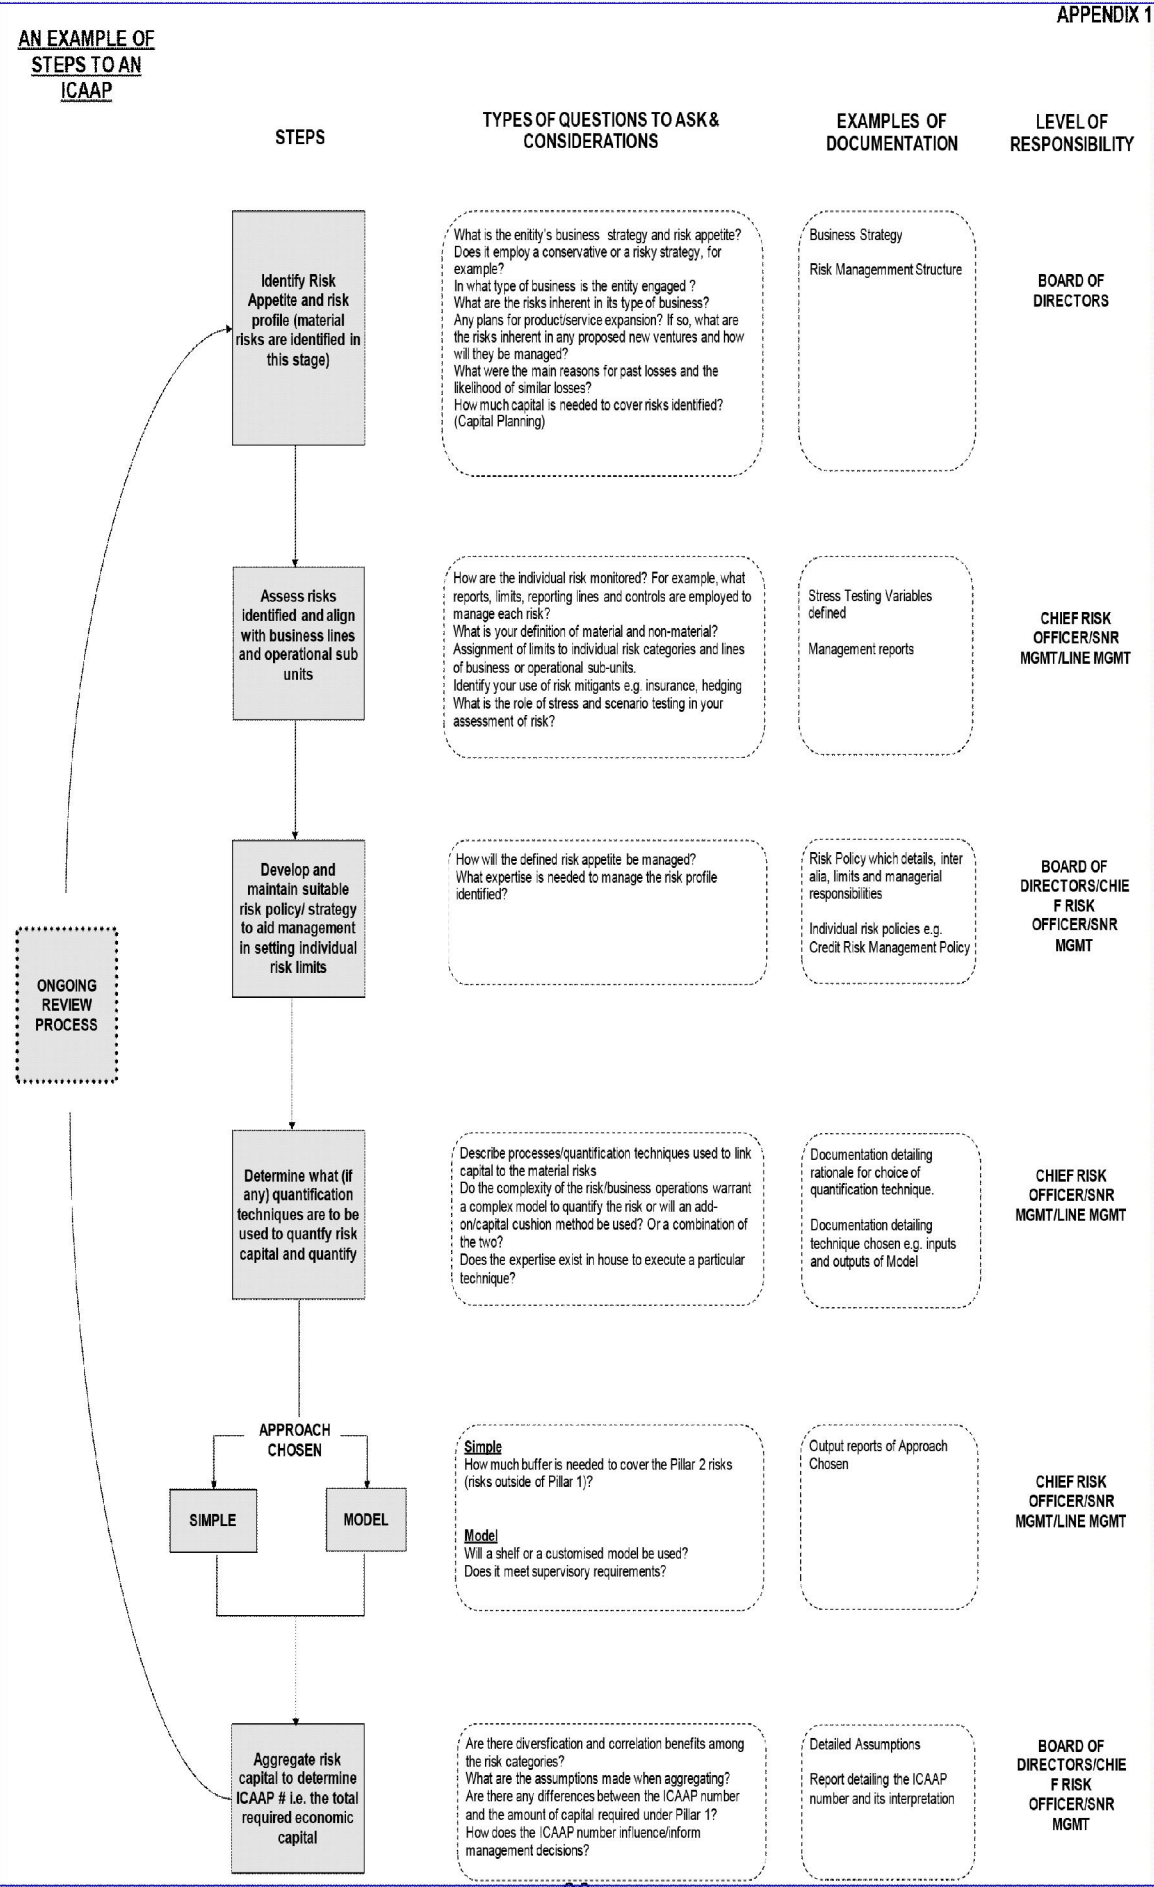 APPENDIX 1
AN EXAMPLE OF
STEPS TO AN
ICAAP
STEPS
TYPES OF QUESTIONS TO ASK &
CONSIDERATIONS
EXAMPLES OF
DOCUMENTATION
LEVEL OF
RESPONSIBILITY
Identify Risk
Appetite and risk
profile (material
risks are identified in
this stage)
What is the enitity's business strategy and risk appetite?
Does it employ a conservative or a risky strategy, for
example?
In what type of business is the entity engaged ?
What are the risks inherent in its type of business?
Any plans for product/service expansion? If so, what are
the risks inherent in any proposed new ventures and how
will they be managed?
What were the main reasons for past losses and the
likelihood of similar losses?
How much capital is needed to cover risks identified?
(Capital Planning)
Business Strategy
Risk Managemment Structure
BOARD OF
DIRECTORS
Assess risks
identified and align
with business lines
and operational sub
units
How are the individual risk monitored? For example, what
reports, limits, reporting lines and controls are employed to
manage each risk?
What is your definition of material and non-material?
Assignment of limits to individual risk categories and lines
of business or operational sub-units.
Identify your use of risk mitigants e.g. insurance, hedging
What is the role of stress and scenario testing in your
assessment of risk?
Stress Testing Variables
defined
Management reports
CHIEF RISK
OFFICER/SNR
MGMT/LINE MGMT
Develop and
maintain suitable
risk policy/ strategy
to aid management
in setting individual
risk limits
How will the defined risk appetite be managed?
What expertise is needed to manage the risk profile
identified?
Risk Policy which details, inter
alia, limits and managerial
responsibilities
Individual risk policies e.g.
Credit Risk Management Policy
BOARD OF
DIRECTORS/CHIE
F RISK
OFFICER/SNR
MGMT
ONGOING
REVIEW
PROCESS
Determine what (if
any) quantification
techniques are to be
used to quantfy risk
capital and quantify
Describe processes/quantification techniques used to link
capital to the material risks
Do the complexity of the risk/business operations warrant
a complex model to quantify the risk or will an add-
on/capital cushion method be used? Or a combination of
the two?
Does the expertise exist in house to execute a particular
technique?
Documentation detailing
rationale for choice of
quantification technique.
Documentation detailing
technique chosen e.g. inputs
and outputs of Model
CHIEF RISK
OFFICER/SNR
MGMT/LINE MGMT
APPROACH
CHOSEN
SIMPLE
MODEL
Simple
How much buffer is needed to cover the Pillar 2 risks
(risks outside of Pillar 1)?
Model
Will a shelf or a customised model be used?
Does it meet supervisory requirements?
Output reports of Approach
Chosen
CHIEF RISK
OFFICER/SNR
MGMT/LINE MGMT
Aggregate risk
capital to determine
ICAAP # i.e. the total
required economic
capital
Are there diversfication and correlation benefits among
the risk categories?
What are the assumptions made when aggregating?
Are there any differences between the ICAAP number
and the amount of capital required under Pillar 1?
How does the ICAAP number influence/inform
management decisions?
Detailed Assumptions
Report detailing the ICAAP
number and its interpretation
BOARD OF
DIRECTORS/CHIE
F RISK
OFFICER/SNR
MGMT